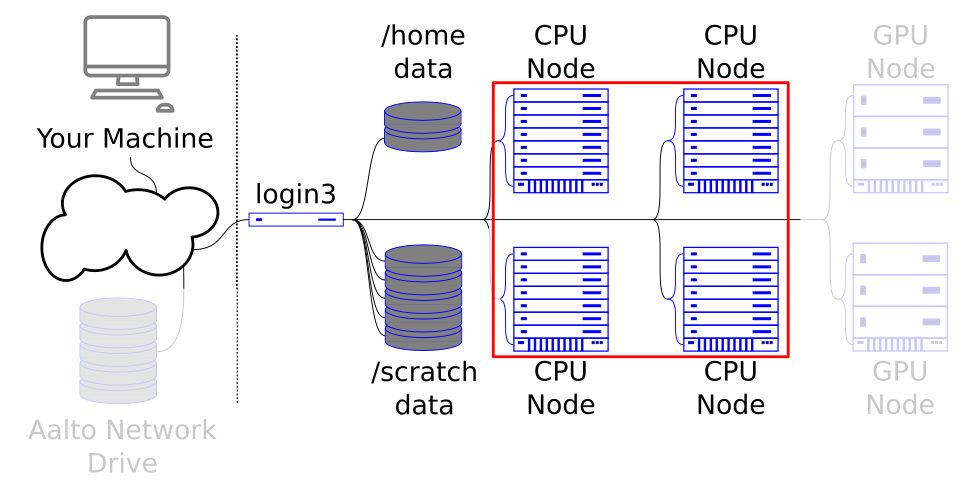 /home
data
CPU
Node
CPU
Node
GPU
Node
Your Machine
login3
/scratch
data
CPU
Node
CPU
Node
GPU
Node
Aalto Network
Drive